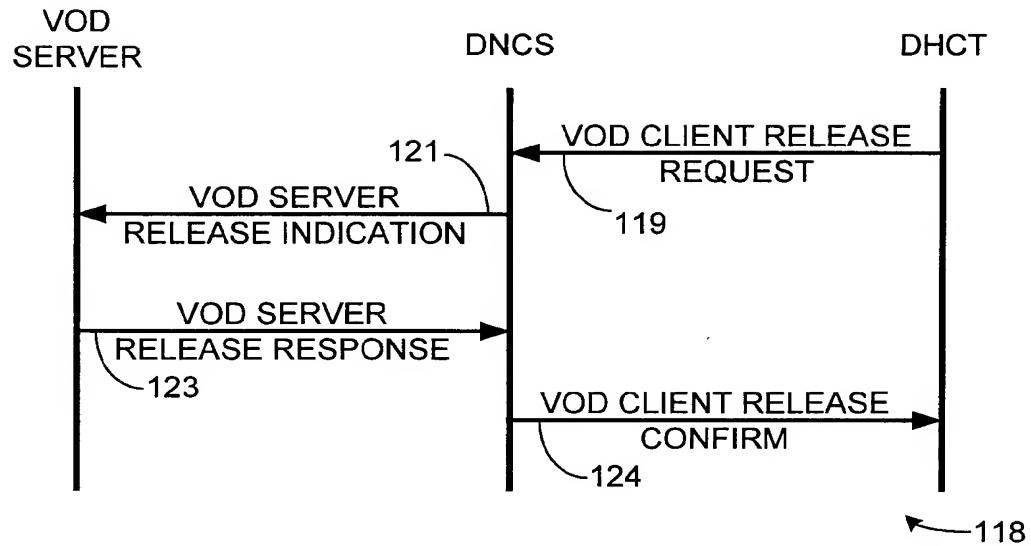 VOD
SERVER
DNCS
DHCT
VOD CLIENT RELEASE
REQUEST
119
121
VOD SERVER
RELEASE INDICATION
VOD SERVER
RELEASE RESPONSE
123
VOD CLIENT RELEASE
CONFIRM
124
118